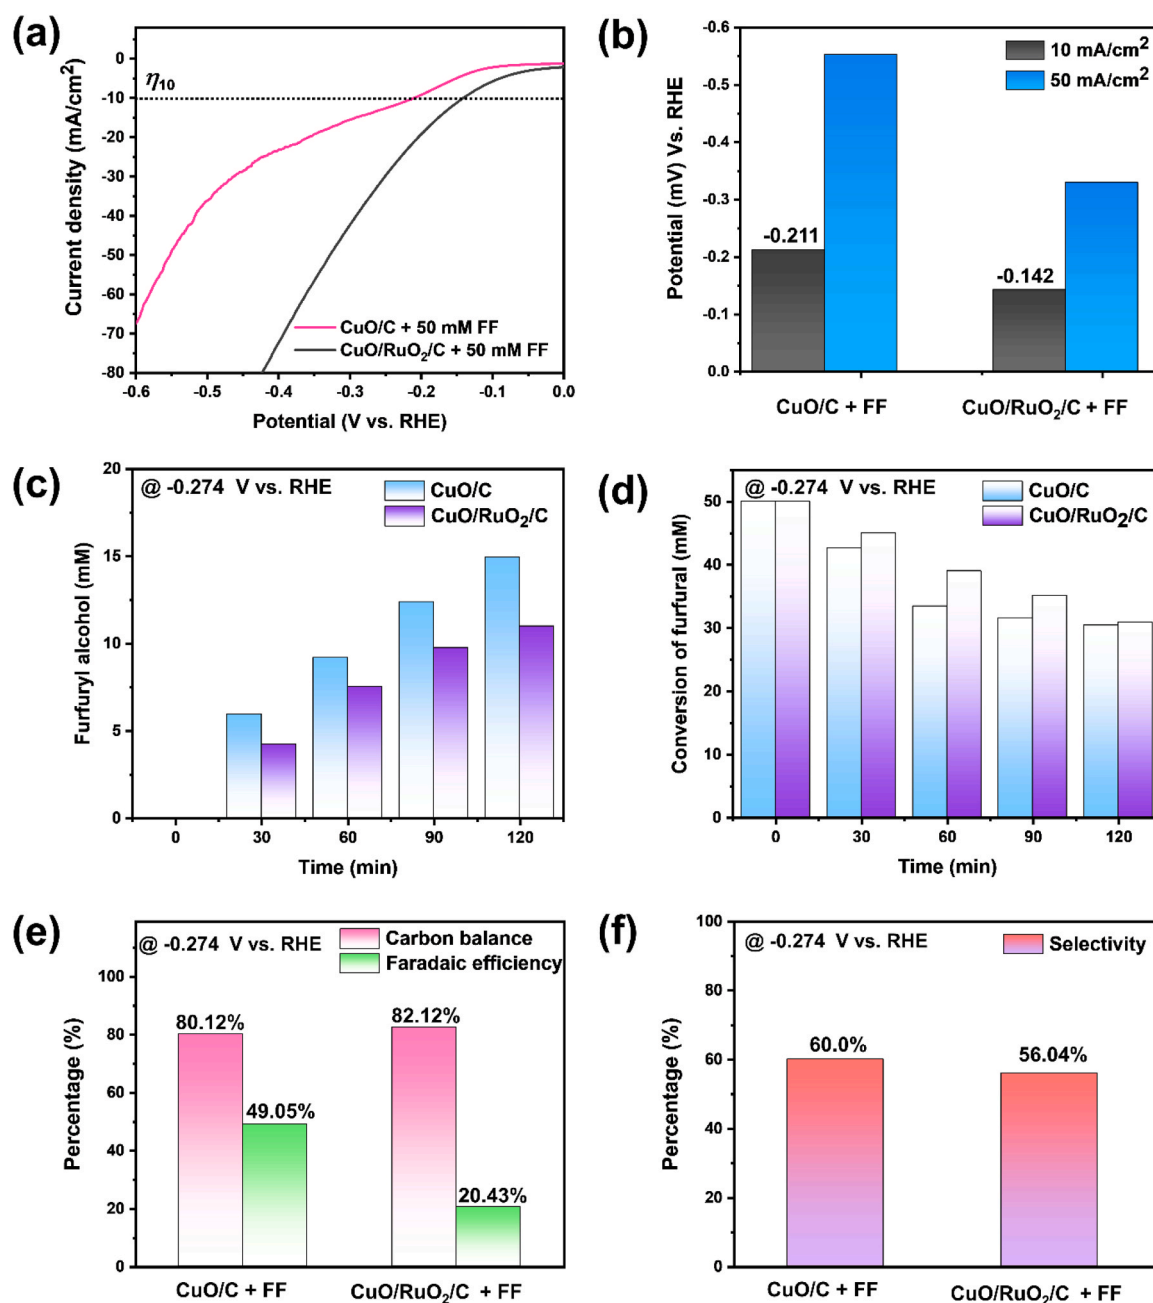 (a)
Current density (mA/cm²)
0
-10
-20
-30
-40
-50
-60
-70
-80
η₁₀
CuO/C + 50 mM FF
CuO/RuO₂/C + 50 mM FF
-0.6
-0.5
-0.4
-0.3
-0.2
-0.1
0.0
Potential (V vs. RHE)
(b)
Potential (mV) Vs. RHE
-0.6
-0.5
-0.4
-0.3
-0.2
-0.1
0.0
10 mA/cm²
50 mA/cm²
-0.211
-0.142
CuO/C + FF
CuO/RuO₂/C + FF
(c)
Furfuryl alcohol (mM)
20
15
10
5
0
@ -0.274 V vs. RHE
CuO/C
CuO/RuO₂/C
0
30
60
90
120
Time (min)
(d)
Conversion of furfural (mM)
50
40
30
20
10
0
@ -0.274 V vs. RHE
CuO/C
CuO/RuO₂/C
0
30
60
90
120
Time (min)
(e)
Percentage (%)
100
80
60
40
20
0
@ -0.274 V vs. RHE
Carbon balance
Faradaic efficiency
80.12%
49.05%
82.12%
20.43%
CuO/C + FF
CuO/RuO₂/C + FF
(f)
Percentage (%)
100
80
60
40
20
0
@ -0.274 V vs. RHE
Selectivity
60.0%
56.04%
CuO/C + FF
CuO/RuO₂/C + FF